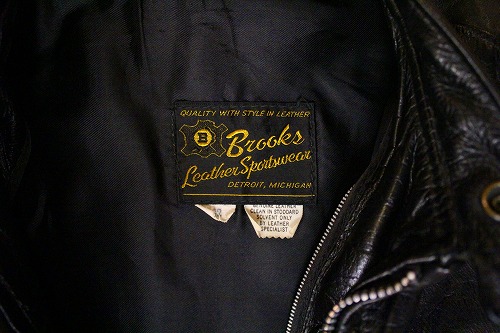 QUALITY WITH STYLE IN LEATHER
B
Brooks
Leather Sportswear
DETROIT, MICHIGAN
GENUINE LEATHER
CLEAN IN STODDARD
SOLVENT ONLY
BY LEATHER
SPECIALIST